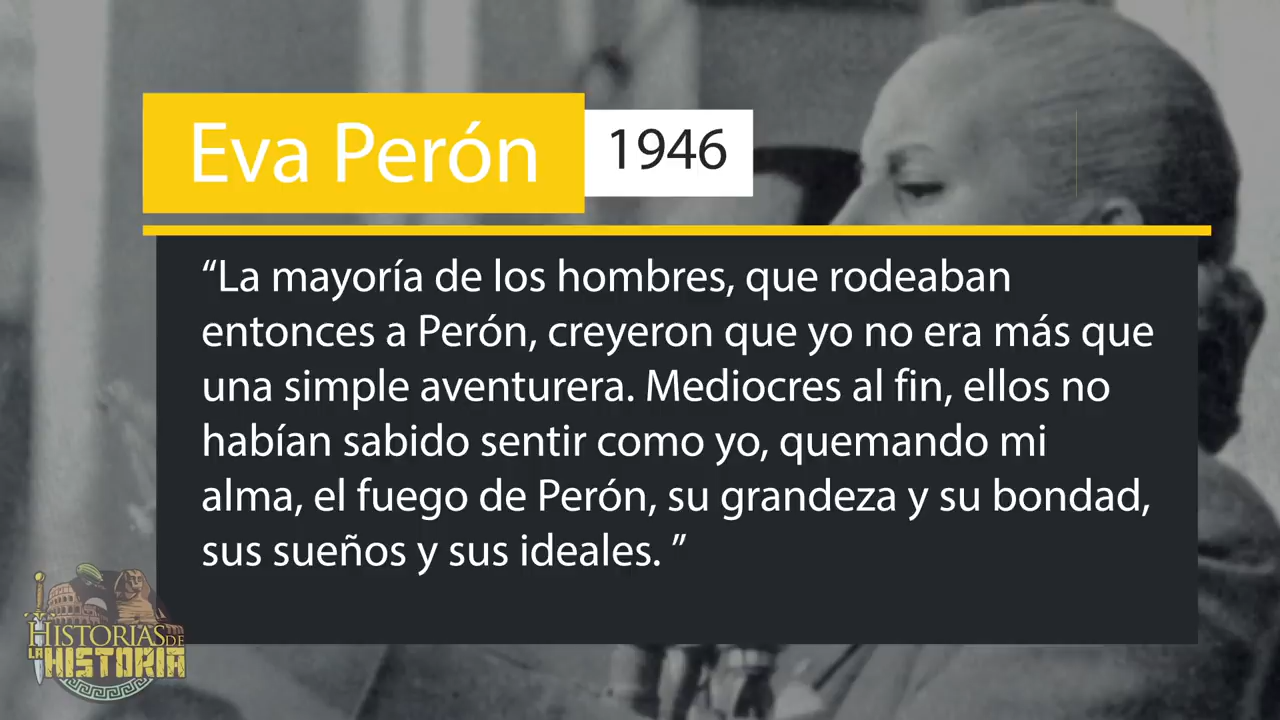 Eva Perón
1946
“La mayoría de los hombres, que rodeaban
entonces a Perón, creyeron que yo no era más que
una simple aventurera. Mediocres al fin, ellos no
habían sabido sentir como yo, quemando mi
alma, el fuego de Perón, su grandeza y su bondad,
sus sueños y sus ideales. ”
HISTORIAS DE
LA HISTORIA